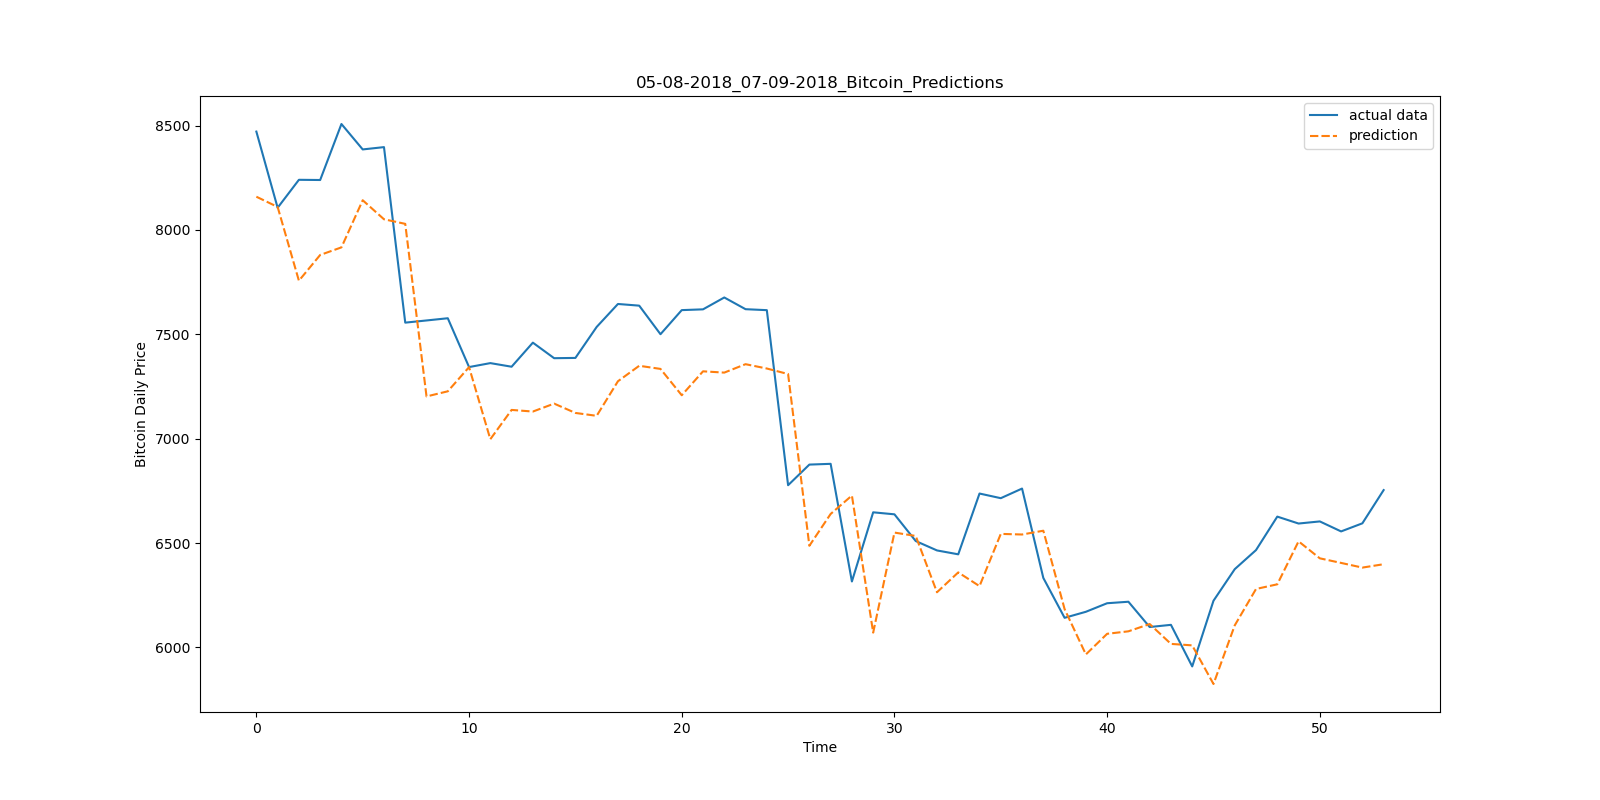 05-08-2018_07-09-2018_Bitcoin_Predictions
actual data
prediction
8500
8000
7500
7000
6500
6000
Bitcoin Daily Price
0 10 20 30 40 50
Time